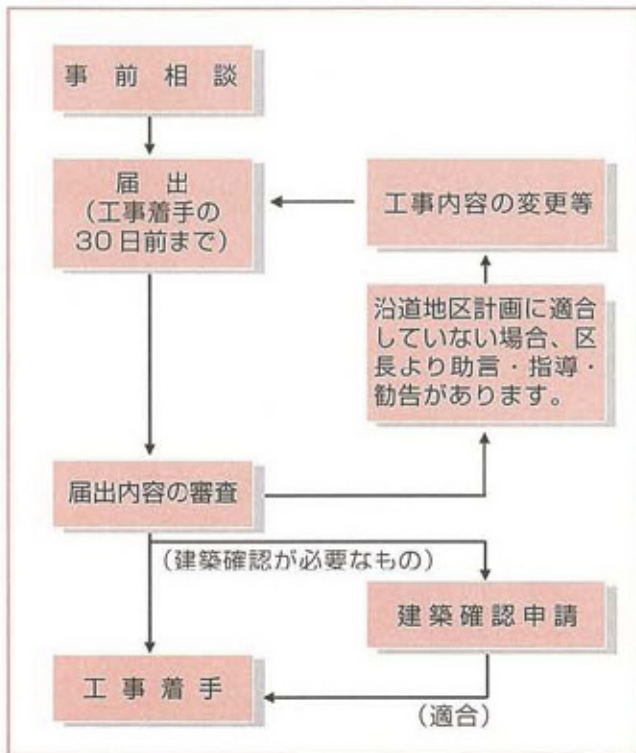 事前相談
届出
(工事着手の
30日前まで)
工事内容の変更等
沿道地区計画に適合
していない場合、区
長より助言・指導・
勧告があります。
届出内容の審査
(建築確認が必要なもの)
建築確認申請
工事着手
(適合)